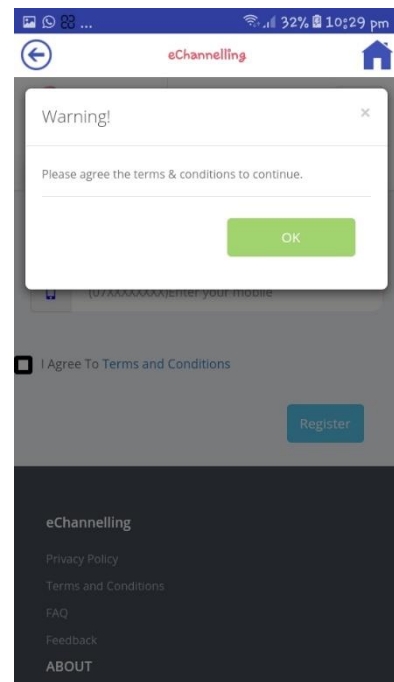 ... 32% 10:29 pm
eChannelling
Warning! ×
Please agree the terms & conditions to continue.
OK
(07XXXXXXXX)Enter your mobile
I Agree To Terms and Conditions
Register
eChannelling
Privacy Policy
Terms and Conditions
FAQ
Feedback
ABOUT